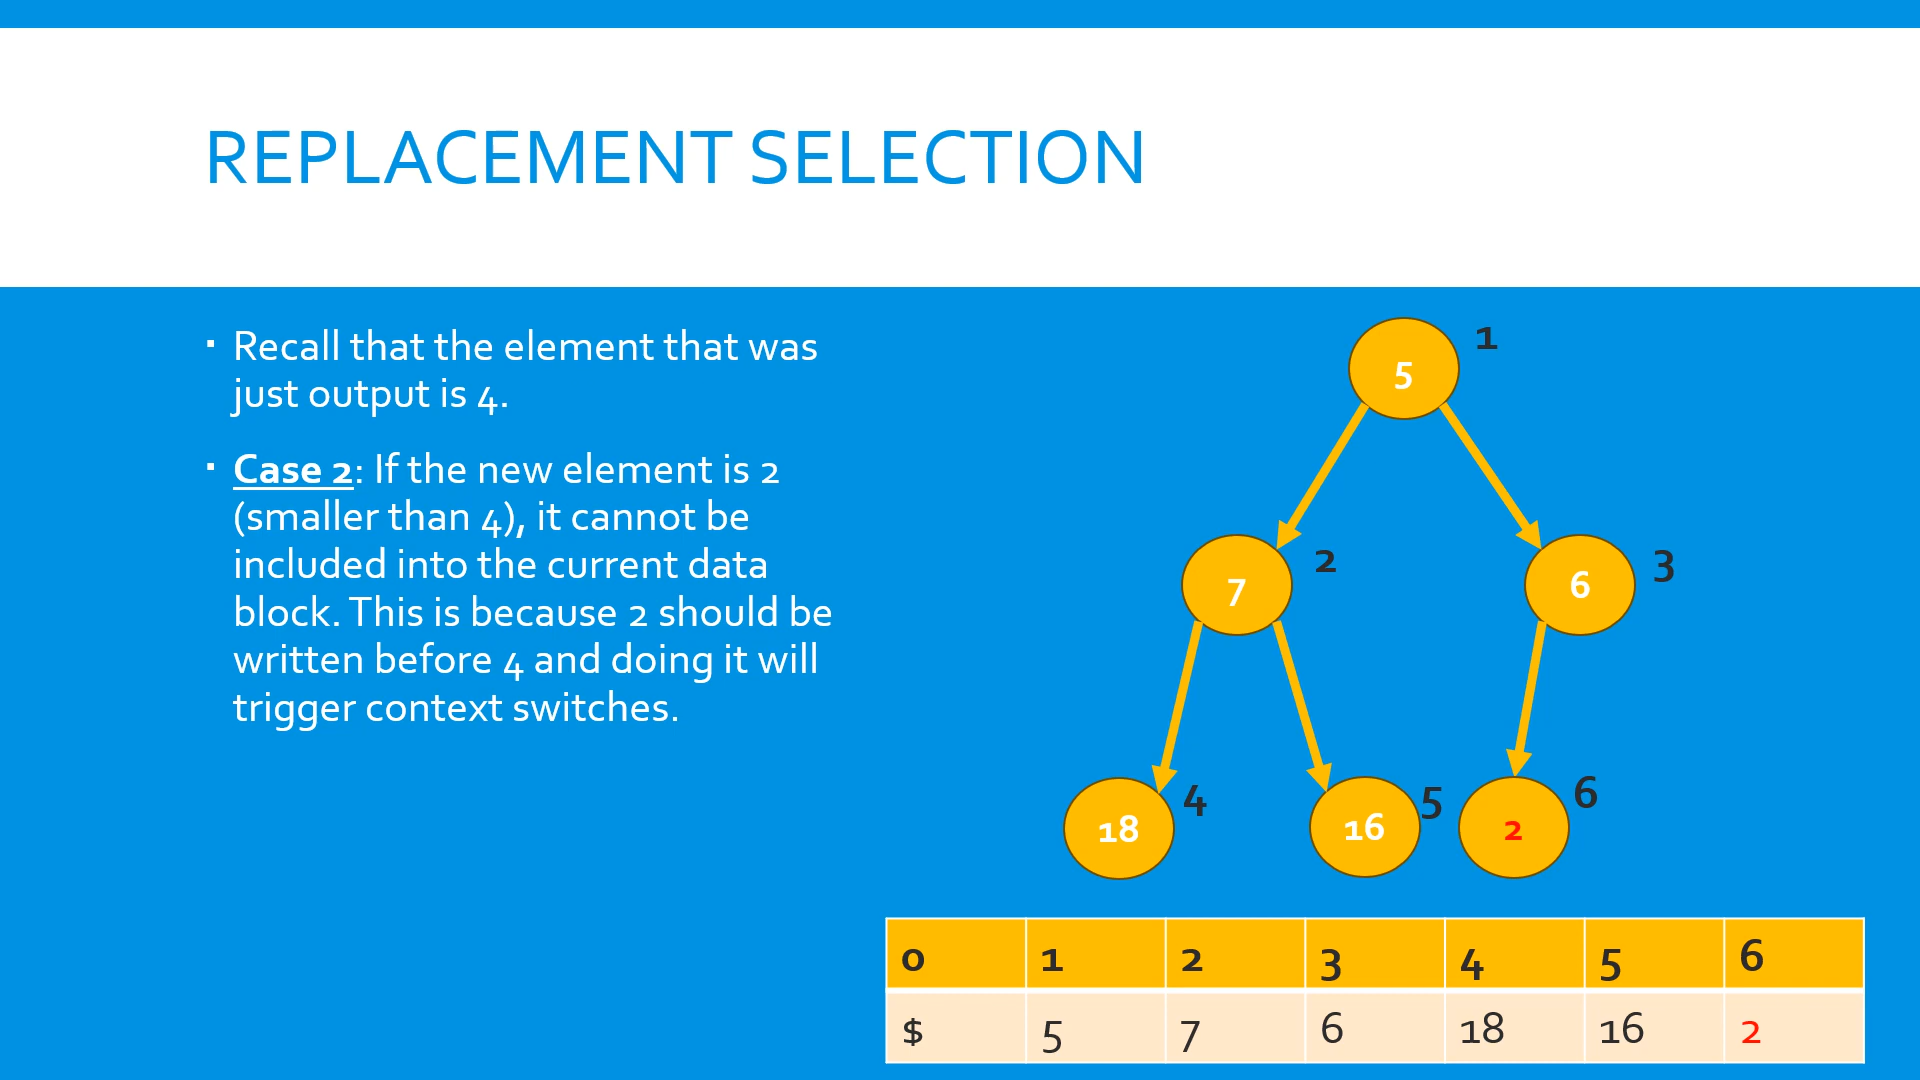 REPLACEMENT SELECTION
▪ Recall that the element that was
just output is 4.
▪ Case 2: If the new element is 2
(smaller than 4), it cannot be
included into the current data
block. This is because 2 should be
written before 4 and doing it will
trigger context switches.
5 1
7 2 6 3
18 4 16 5 2 6
0 1 2 3 4 5 6
$ 5 7 6 18 16 2